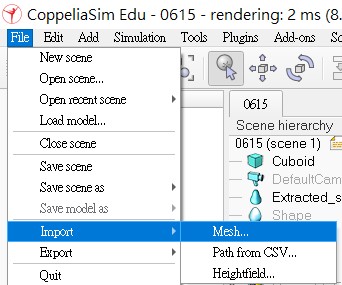 CoppeliaSim Edu - 0615 - rendering: 2 ms (8.
File Edit Add Simulation Tools Plugins Add-ons Sc
New scene
Open scene...
Open recent scene
Load model...
Close scene
Save scene
Save scene as
Save model as
Import
Export
Quit
Mesh...
Path from CSV...
Heightfield...
0615
Scene hierarchy
0615 (scene 1)
Cuboid
DefaultCam
Extracted_s
Shape